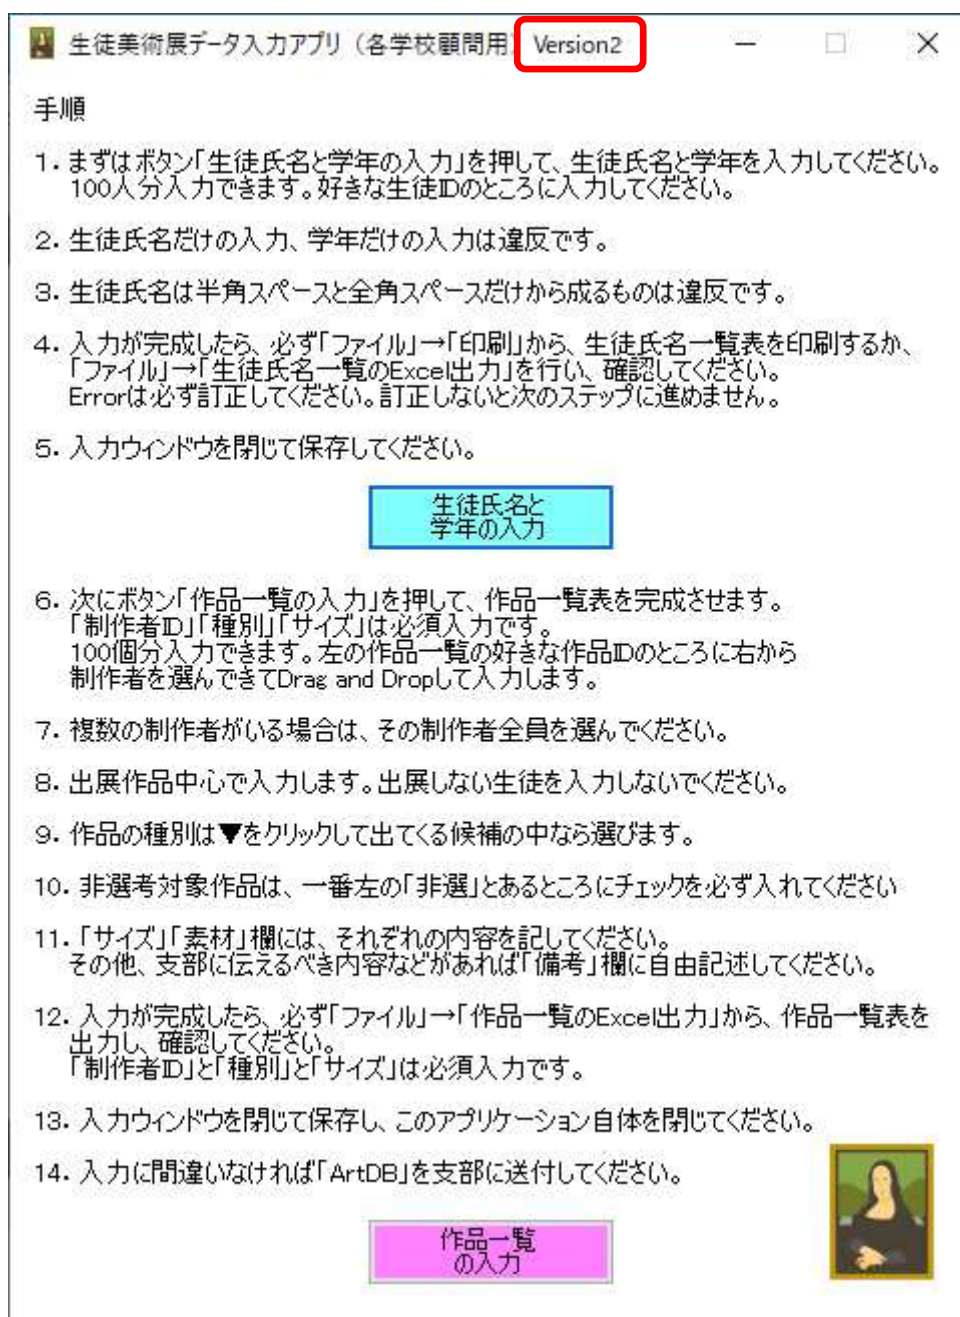 生徒美術展データ入力アプリ（各学校顧問用） Version2
手順
1. まずはボタン「生徒氏名と学年の入力」を押して、生徒氏名と学年を入力してください。
100人分入力できます。好きな生徒IDのところに入力してください。
2. 生徒氏名だけの入力、学年だけの入力は違反です。
3. 生徒氏名は半角スペースと全角スペースだけから成るものは違反です。
4. 入力が完成したら、必ず「ファイル」→「印刷」から、生徒氏名一覧表を印刷するか、
「ファイル」→「生徒氏名一覧のExcel出力」を行い、確認してください。
Errorは必ず訂正してください。訂正しないと次のステップに進めません。
5. 入力ウィンドウを閉じて保存してください。
生徒氏名と
学年の入力
6. 次にボタン「作品一覧の入力」を押して、作品一覧表を完成させます。
「制作者ID」「種別」「サイズ」は必須入力です。
100個分入力できます。左の作品一覧の好きな作品IDのところに右から
制作者を選んできてDrag and Dropして入力します。
7. 複数の制作者がいる場合は、その制作者全員を選んでください。
8. 出展作品中心で入力します。出展しない生徒を入力しないでください。
9. 作品の種別は▼をクリックして出てくる候補の中なら選びます。
10. 非選考対象作品は、一番左の「非選」とあるところにチェックを必ず入れてください
11. 「サイズ」「素材」欄には、それぞれの内容を記してください。
その他、支部に伝えるべき内容などがあれば「備考」欄に自由記述してください。
12. 入力が完成したら、必ず「ファイル」→「作品一覧のExcel出力」から、作品一覧表を
出力し、確認してください。
「制作者ID」と「種別」と「サイズ」は必須入力です。
13. 入力ウィンドウを閉じて保存し、このアプリケーション自体を閉じてください。
14. 入力に間違いなければ「ArtDB」を支部に送付してください。
作品一覧
の入力